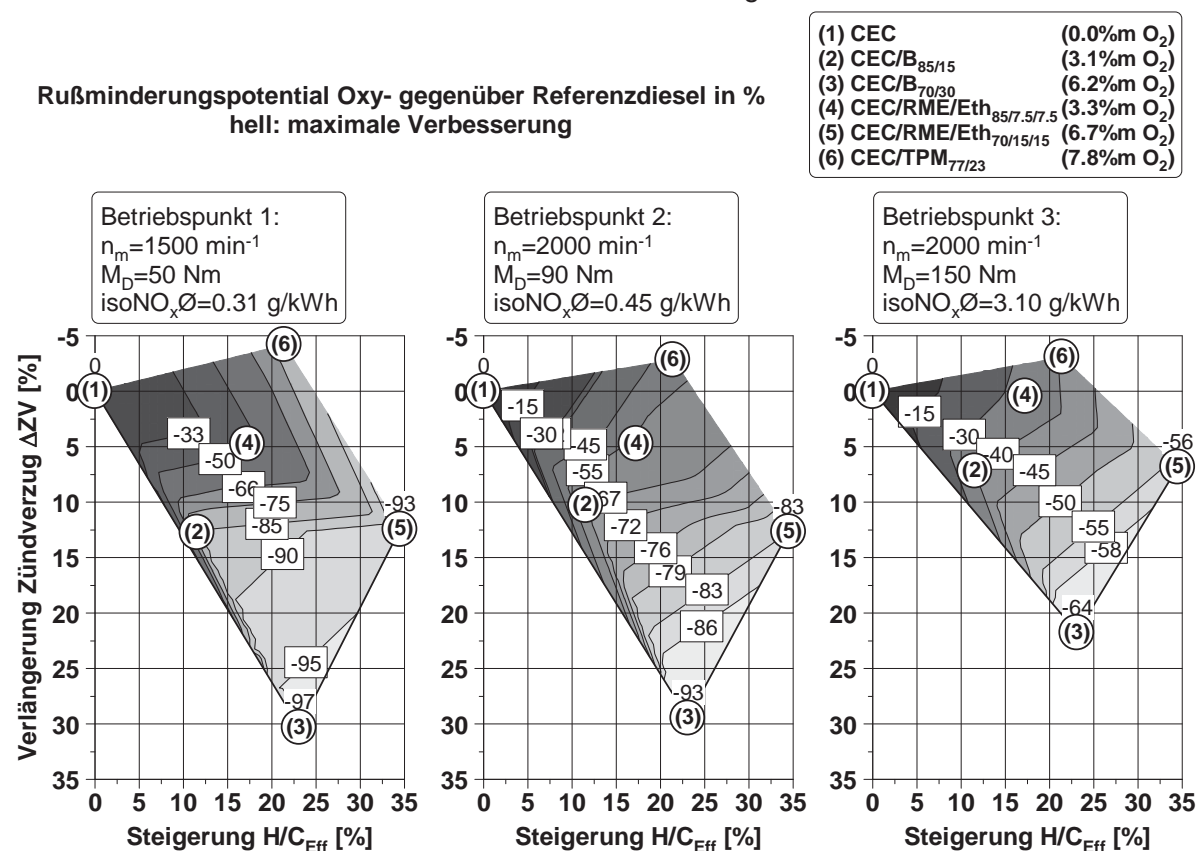 (1) CEC (0.0%m O₂)
(2) CEC/B₈₅/₁₅ (3.1%m O₂)
(3) CEC/B₇₀/₃₀ (6.2%m O₂)
(4) CEC/RME/Eth₈₅/₇.₅/₇.₅ (3.3%m O₂)
(5) CEC/RME/Eth₇₀/₁₅/₁₅ (6.7%m O₂)
(6) CEC/TPM₇₇/₂₃ (7.8%m O₂)
Rußminderungspotential Oxy- gegenüber Referenzdiesel in %
hell: maximale Verbesserung
Betriebspunkt 1:
nₘ=1500 min⁻¹
M_D=50 Nm
isoNOₓØ=0.31 g/kWh
Betriebspunkt 2:
nₘ=2000 min⁻¹
M_D=90 Nm
isoNOₓØ=0.45 g/kWh
Betriebspunkt 3:
nₘ=2000 min⁻¹
M_D=150 Nm
isoNOₓØ=3.10 g/kWh
Verlängerung Zündverzug ΔZV [%]
-5
0
5
10
15
20
25
30
35
0
(1)
(6)
-33
(4)
-50
-66
-75
-93
(2)
-85
(5)
-90
-95
-97
(3)
0 5 10 15 20 25 30 35
Steigerung H/C_Eff [%]
-5
0
5
10
15
20
25
30
35
0
(6)
(1)
-15
-30
-45
(4)
-55
(2)
-67
-83
-72
(5)
-76
-79
-83
-86
-93
(3)
0 5 10 15 20 25 30 35
Steigerung H/C_Eff [%]
-5
0
5
10
15
20
25
30
35
0
(6)
(1)
(4)
-15
-30
-56
-40
(2)
-45
(5)
-50
-55
-58
-64
(3)
0 5 10 15 20 25 30 35
Steigerung H/C_Eff [%]